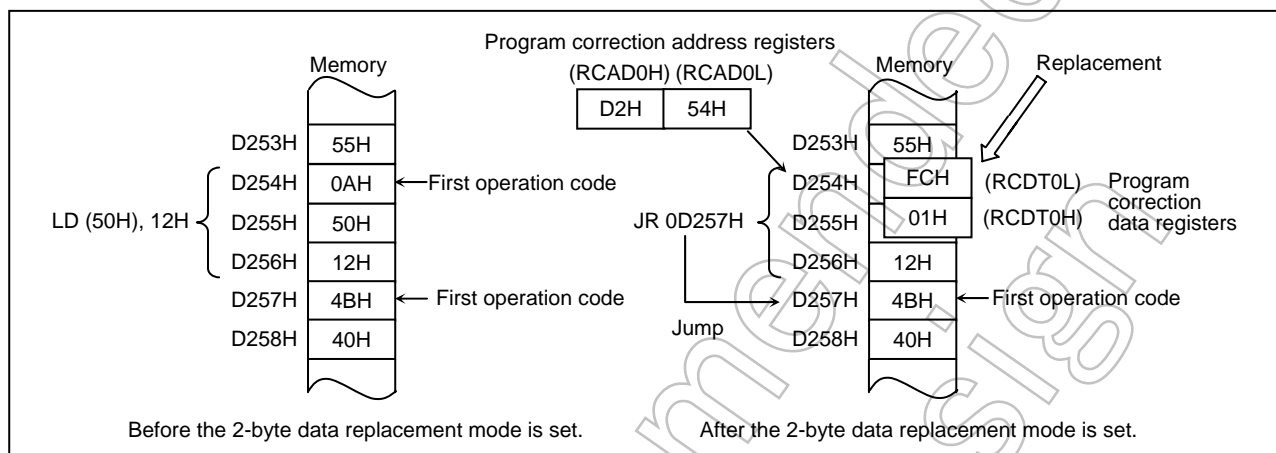 Program correction address registers
(RCAD0H) (RCAD0L)
D2H 54H
Memory
D253H 55H
D254H 0AH First operation code
D255H 50H
D256H 12H
LD (50H), 12H
D257H 4BH First operation code
D258H 40H
Before the 2-byte data replacement mode is set.
Memory
Replacement
D253H 55H
D254H FCH (RCDT0L)
D255H 01H (RCDT0H)
Program
correction
data registers
JR 0D257H
D256H 12H
D257H 4BH First operation code
Jump
D258H 40H
After the 2-byte data replacement mode is set.
mende
sign